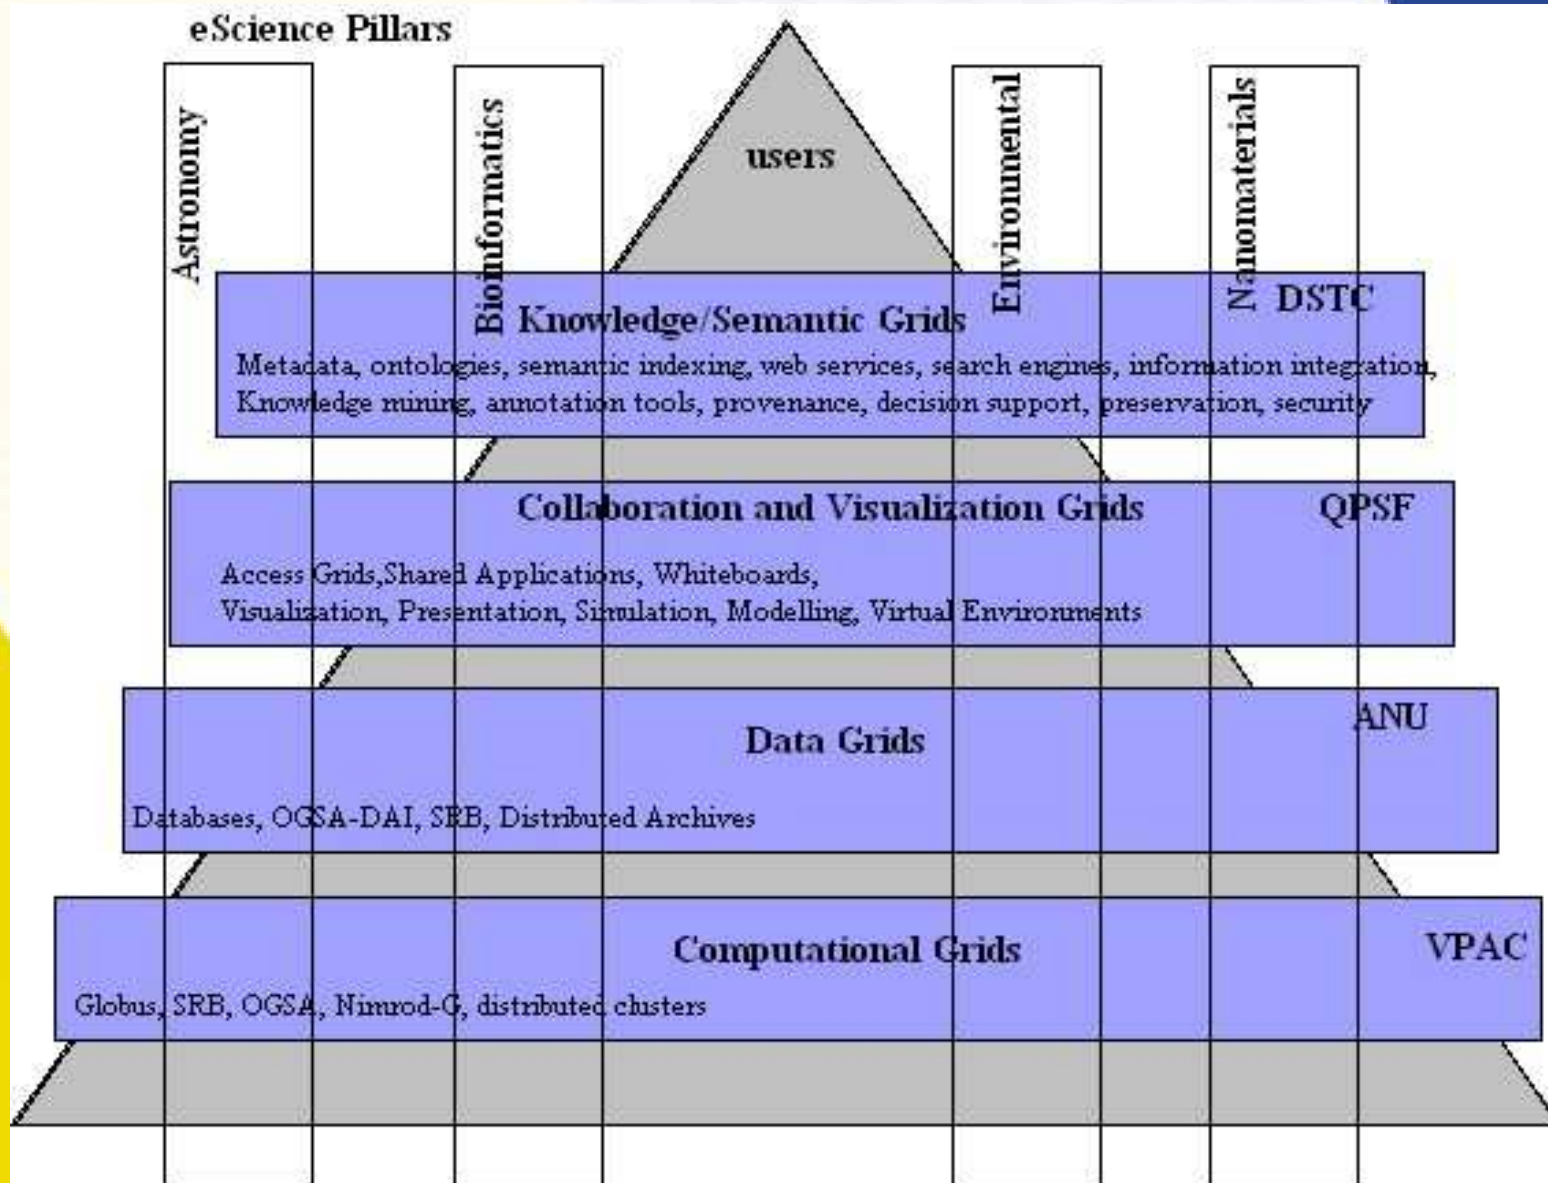 eScience Pillars
Astronomy
Bioinformatics
users
Environmental
Nanomaterials
Knowledge/Semantic Grids
DSTC
Metadata, ontologies, semantic indexing, web services, search engines, information integration,
Knowledge mining, annotation tools, provenance, decision support, preservation, security
Collaboration and Visualization Grids
QPSF
Access Grids,Shared Applications, Whiteboards,
Visualization, Presentation, Simulation, Modelling, Virtual Environments
ANU
Data Grids
Databases, OGSA-DAI, SRB, Distributed Archives
Computational Grids
VPAC
Globus, SRB, OGSA, Nimrod-G, distributed clusters